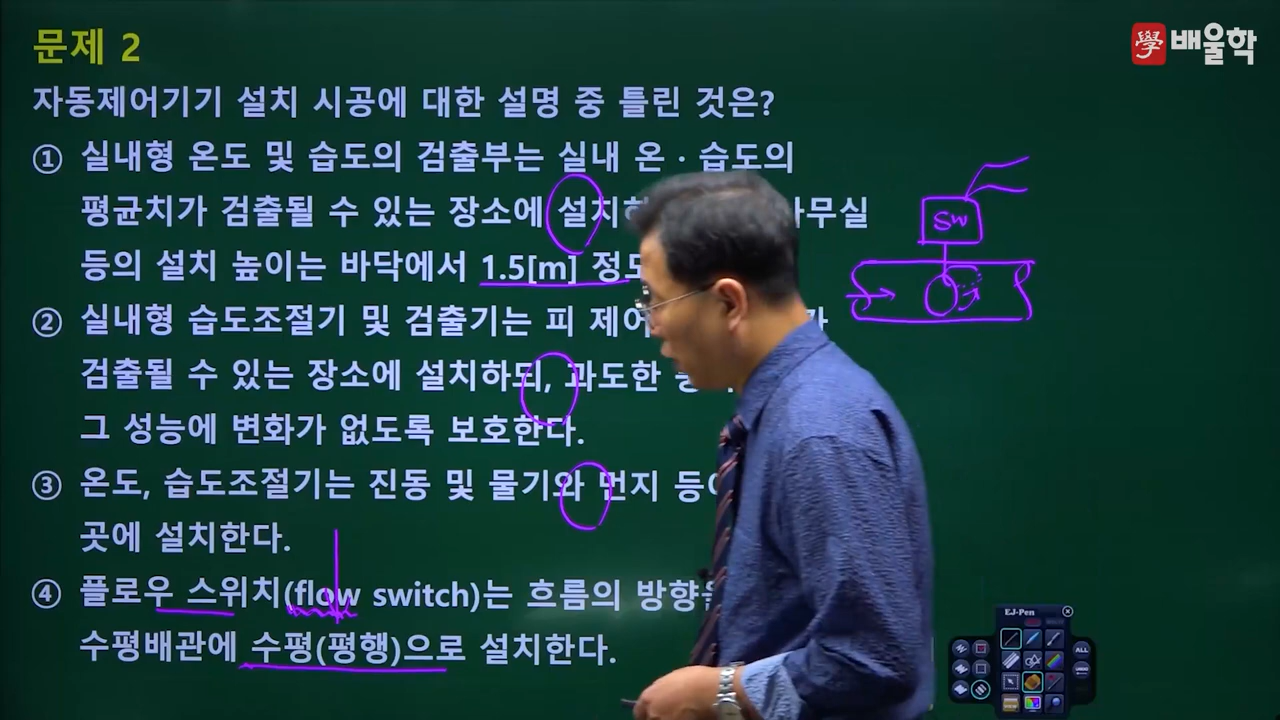 문제 2
學 배울학
자동제어기기 설치 시공에 대한 설명 중 틀린 것은?
① 실내형 온도 및 습도의 검출부는 실내 온·습도의
평균치가 검출될 수 있는 장소에 사무실
등의 설치 높이는 바닥에서 1.5[m] 정도
② 실내형 습도조절기 및 검출기는 피 제어
검출될 수 있는 장소에 설치하되, 과도한
그 성능에 변화가 없도록 보호한다.
③ 온도, 습도조절기는 진동 및 물기와 먼지 등이
곳에 설치한다.
④ 플로우 스위치(flow switch)는 흐름의 방향을
수평배관에 수평(평행)으로 설치한다.
SW
EJ-Pen
ALL